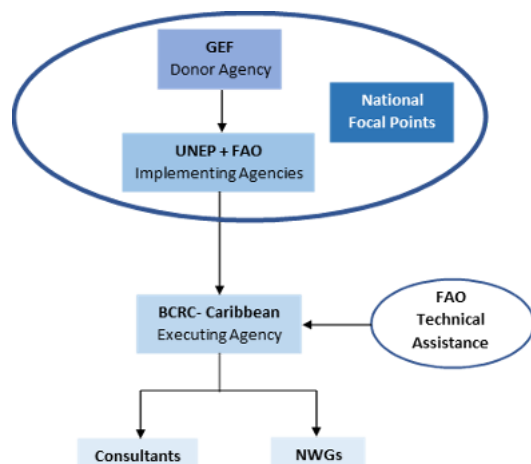 GEF
Donor Agency
National
Focal Points
UNEP + FAO
Implementing Agencies
BCRC- Caribbean
Executing Agency
FAO
Technical
Assistance
Consultants
NWGs